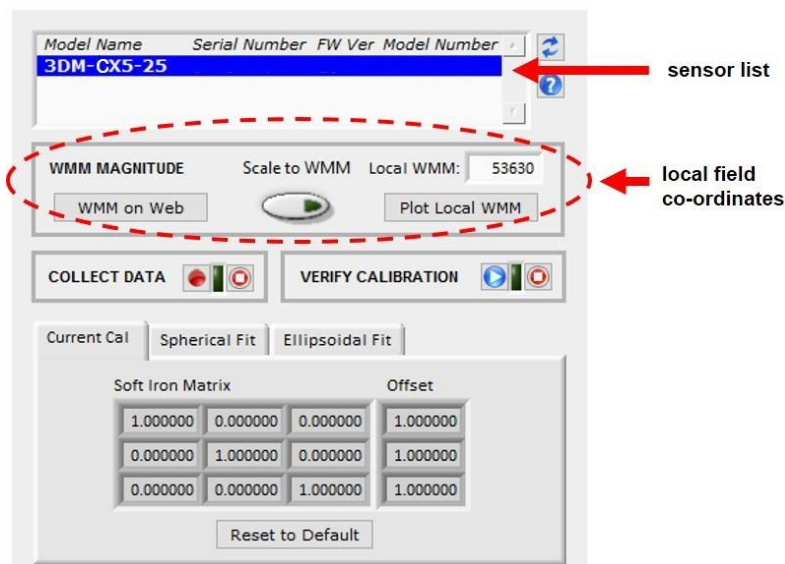 Model Name Serial Number FW Ver Model Number
3DM-CX5-25
sensor list
WMM MAGNITUDE Scale to WMM Local WMM: 53630
local field
co-ordinates
WMM on Web Plot Local WMM
COLLECT DATA VERIFY CALIBRATION
Current Cal Spherical Fit Ellipsoidal Fit
Soft Iron Matrix Offset
1.000000 0.000000 0.000000 1.000000
0.000000 1.000000 0.000000 1.000000
0.000000 0.000000 1.000000 1.000000
Reset to Default